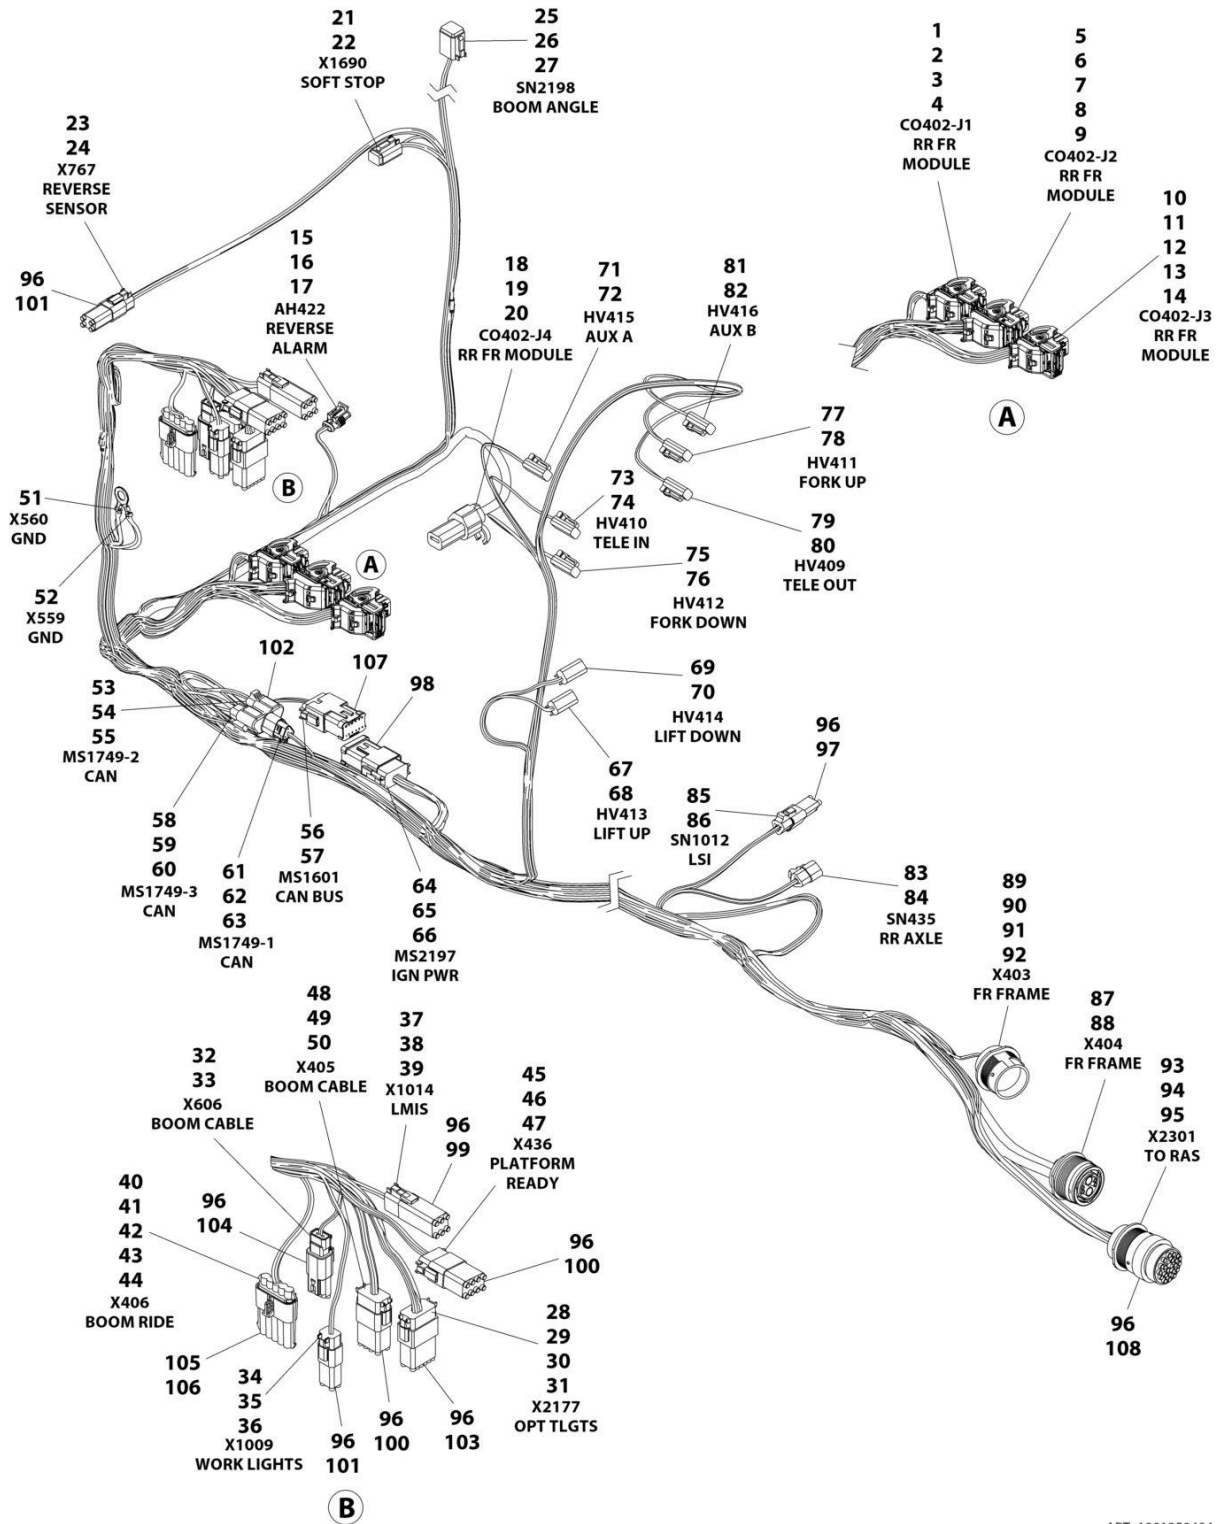 21
22
X1690
SOFT STOP
25
26
27
SN2198
BOOM ANGLE
1
2
3
4
CO402-J1
RR FR
MODULE
5
6
7
8
9
CO402-J2
RR FR
MODULE
10
11
12
13
14
CO402-J3
RR FR
MODULE
A
23
24
X767
REVERSE
SENSOR
96
101
15
16
17
AH422
REVERSE
ALARM
18
19
20
CO402-J4
RR FR MODULE
71
72
HV415
AUX A
81
82
HV416
AUX B
77
78
HV411
FORK UP
73
74
HV410
TELE IN
79
80
HV409
TELE OUT
75
76
HV412
FORK DOWN
B
51
X560
GND
A
52
X559
GND
102
107
98
69
70
HV414
LIFT DOWN
53
54
55
MS1749-2
CAN
67
68
HV413
LIFT UP
96
97
85
86
SN1012
LSI
58
59
60
MS1749-3
CAN
61
62
63
MS1749-1
CAN
56
57
MS1601
CAN BUS
64
65
66
MS2197
IGN PWR
83
84
SN435
RR AXLE
89
90
91
92
X403
FR FRAME
87
88
X404
FR FRAME
93
94
95
X2301
TO RAS
96
108
48
49
50
X405
BOOM CABLE
37
38
39
X1014
LMIS
32
33
X606
BOOM CABLE
45
46
47
X436
PLATFORM
READY
96
99
40
41
42
43
44
X406
BOOM RIDE
96
104
96
100
28
29
30
31
X2177
OPT TLGTS
105
106
34
35
36
X1009
WORK LIGHTS
96
101
96
100
96
103
B